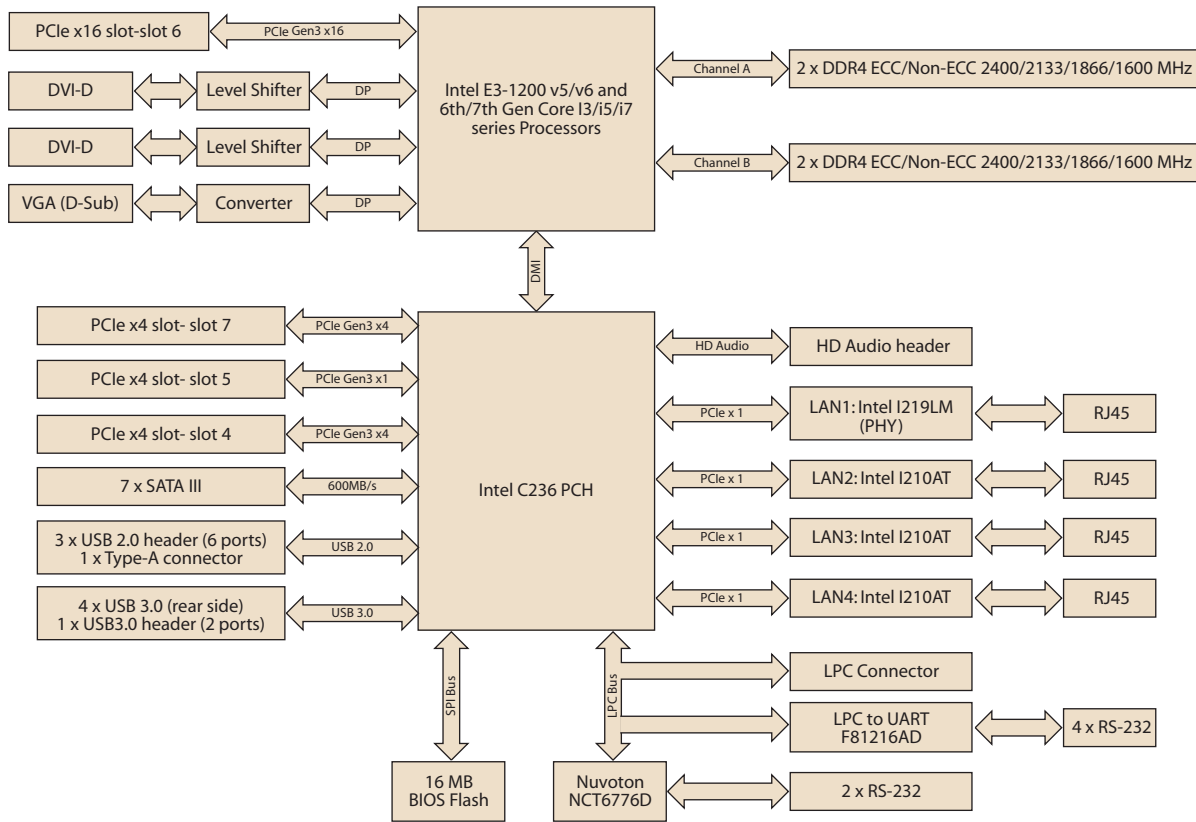 PCIe x16 slot-slot 6
PCIe Gen3 x16
DVI-D
Level Shifter
DP
DVI-D
Level Shifter
DP
VGA (D-Sub)
Converter
DP
Intel E3-1200 v5/v6 and
6th/7th Gen Core I3/i5/i7
series Processors
Channel A
2 x DDR4 ECC/Non-ECC 2400/2133/1866/1600 MHz
Channel B
2 x DDR4 ECC/Non-ECC 2400/2133/1866/1600 MHz
DMI
PCIe x4 slot- slot 7
PCIe Gen3 x4
PCIe x4 slot- slot 5
PCIe Gen3 x1
PCIe x4 slot- slot 4
PCIe Gen3 x4
7 x SATA III
600MB/s
3 x USB 2.0 header (6 ports)
1 x Type-A connector
USB 2.0
4 x USB 3.0 (rear side)
1 x USB3.0 header (2 ports)
USB 3.0
Intel C236 PCH
HD Audio
HD Audio header
PCIe x 1
LAN1: Intel I219LM
(PHY)
RJ45
PCIe x 1
LAN2: Intel I210AT
RJ45
PCIe x 1
LAN3: Intel I210AT
RJ45
PCIe x 1
LAN4: Intel I210AT
RJ45
SPI Bus
LPC Bus
LPC Connector
LPC to UART
F81216AD
4 x RS-232
16 MB
BIOS Flash
Nuvoton
NCT6776D
2 x RS-232